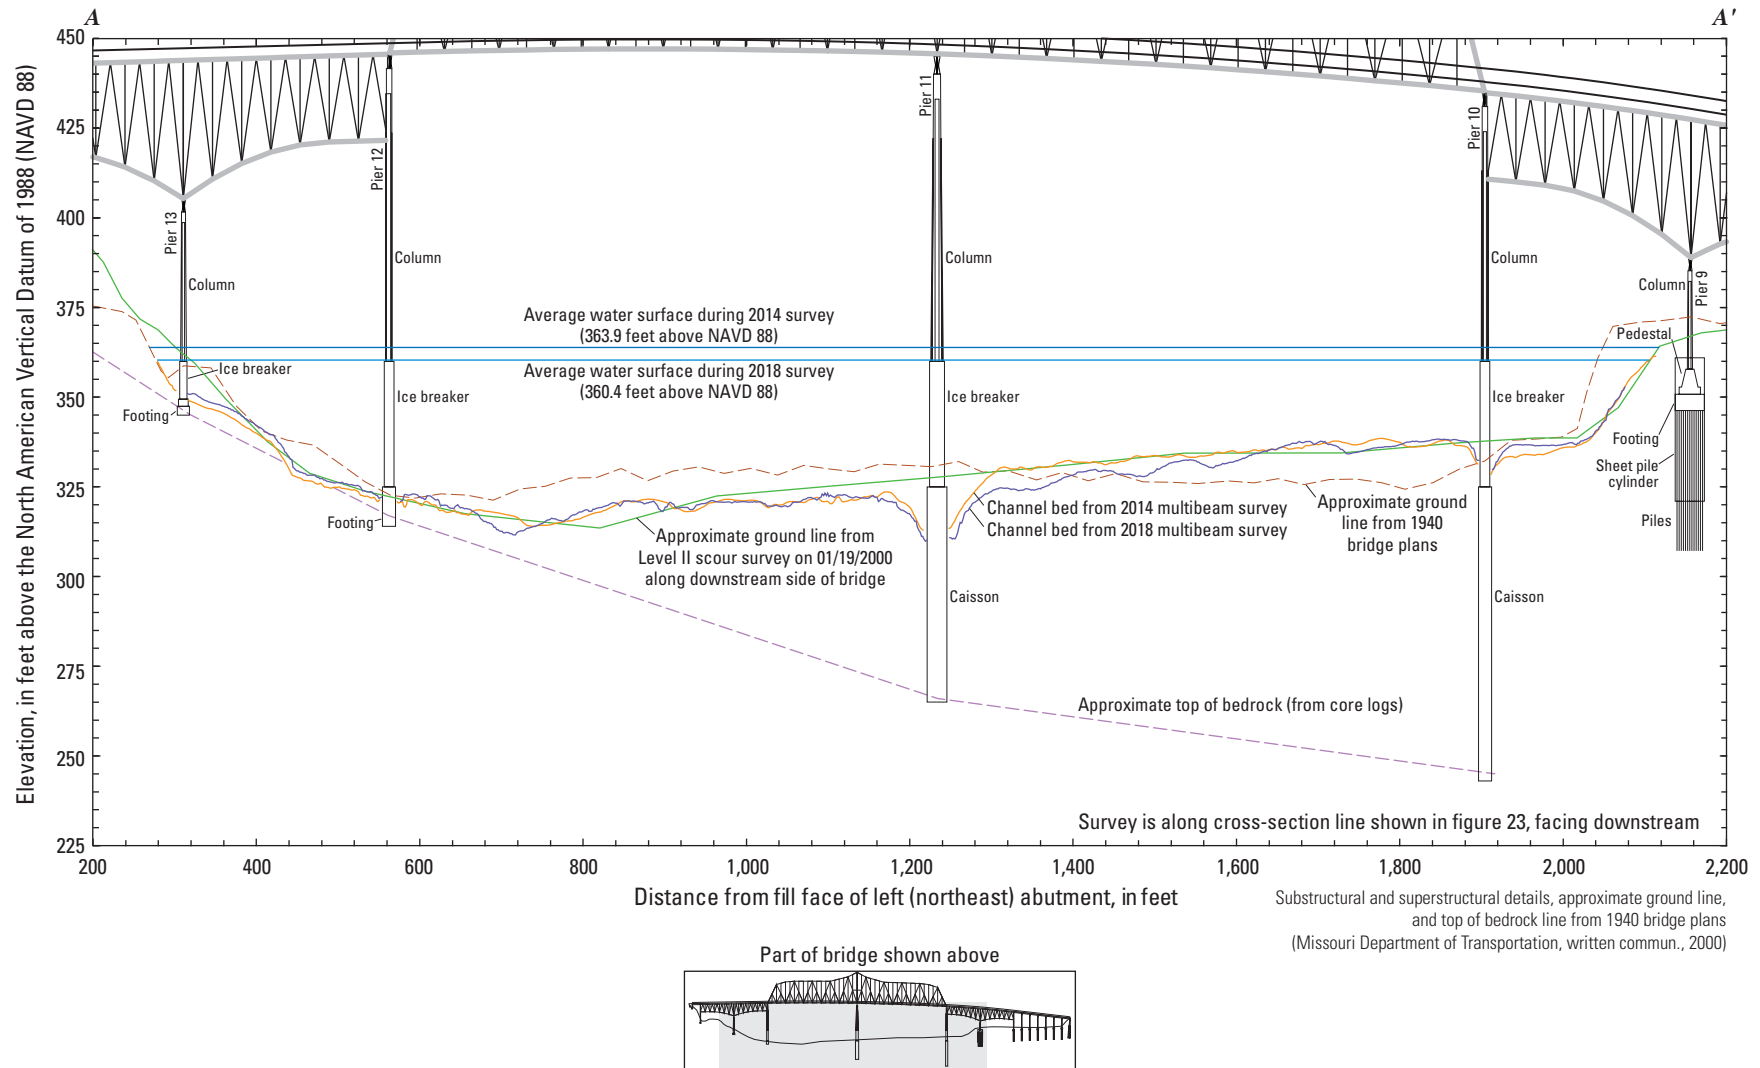 A
A'
Elevation, in feet above the North American Vertical Datum of 1988 (NAVD 88)
450
425
400
375
350
325
300
275
250
225
Pier 13
Pier 12
Pier 11
Pier 10
Pier 9
Column
Column
Column
Column
Column
Average water surface during 2014 survey
(363.9 feet above NAVD 88)
Average water surface during 2018 survey
(360.4 feet above NAVD 88)
Pedestal
Ice breaker
Ice breaker
Ice breaker
Ice breaker
Footing
Footing
Footing
Sheet pile
cylinder
Piles
Channel bed from 2014 multibeam survey
Channel bed from 2018 multibeam survey
Approximate ground
line from 1940
bridge plans
Approximate ground line from
Level II scour survey on 01/19/2000
along downstream side of bridge
Caisson
Caisson
Approximate top of bedrock (from core logs)
Survey is along cross-section line shown in figure 23, facing downstream
200
400
600
800
1,000
1,200
1,400
1,600
1,800
2,000
2,200
Distance from fill face of left (northeast) abutment, in feet
Substructural and superstructural details, approximate ground line,
and top of bedrock line from 1940 bridge plans
(Missouri Department of Transportation, written commun., 2000)
Part of bridge shown above